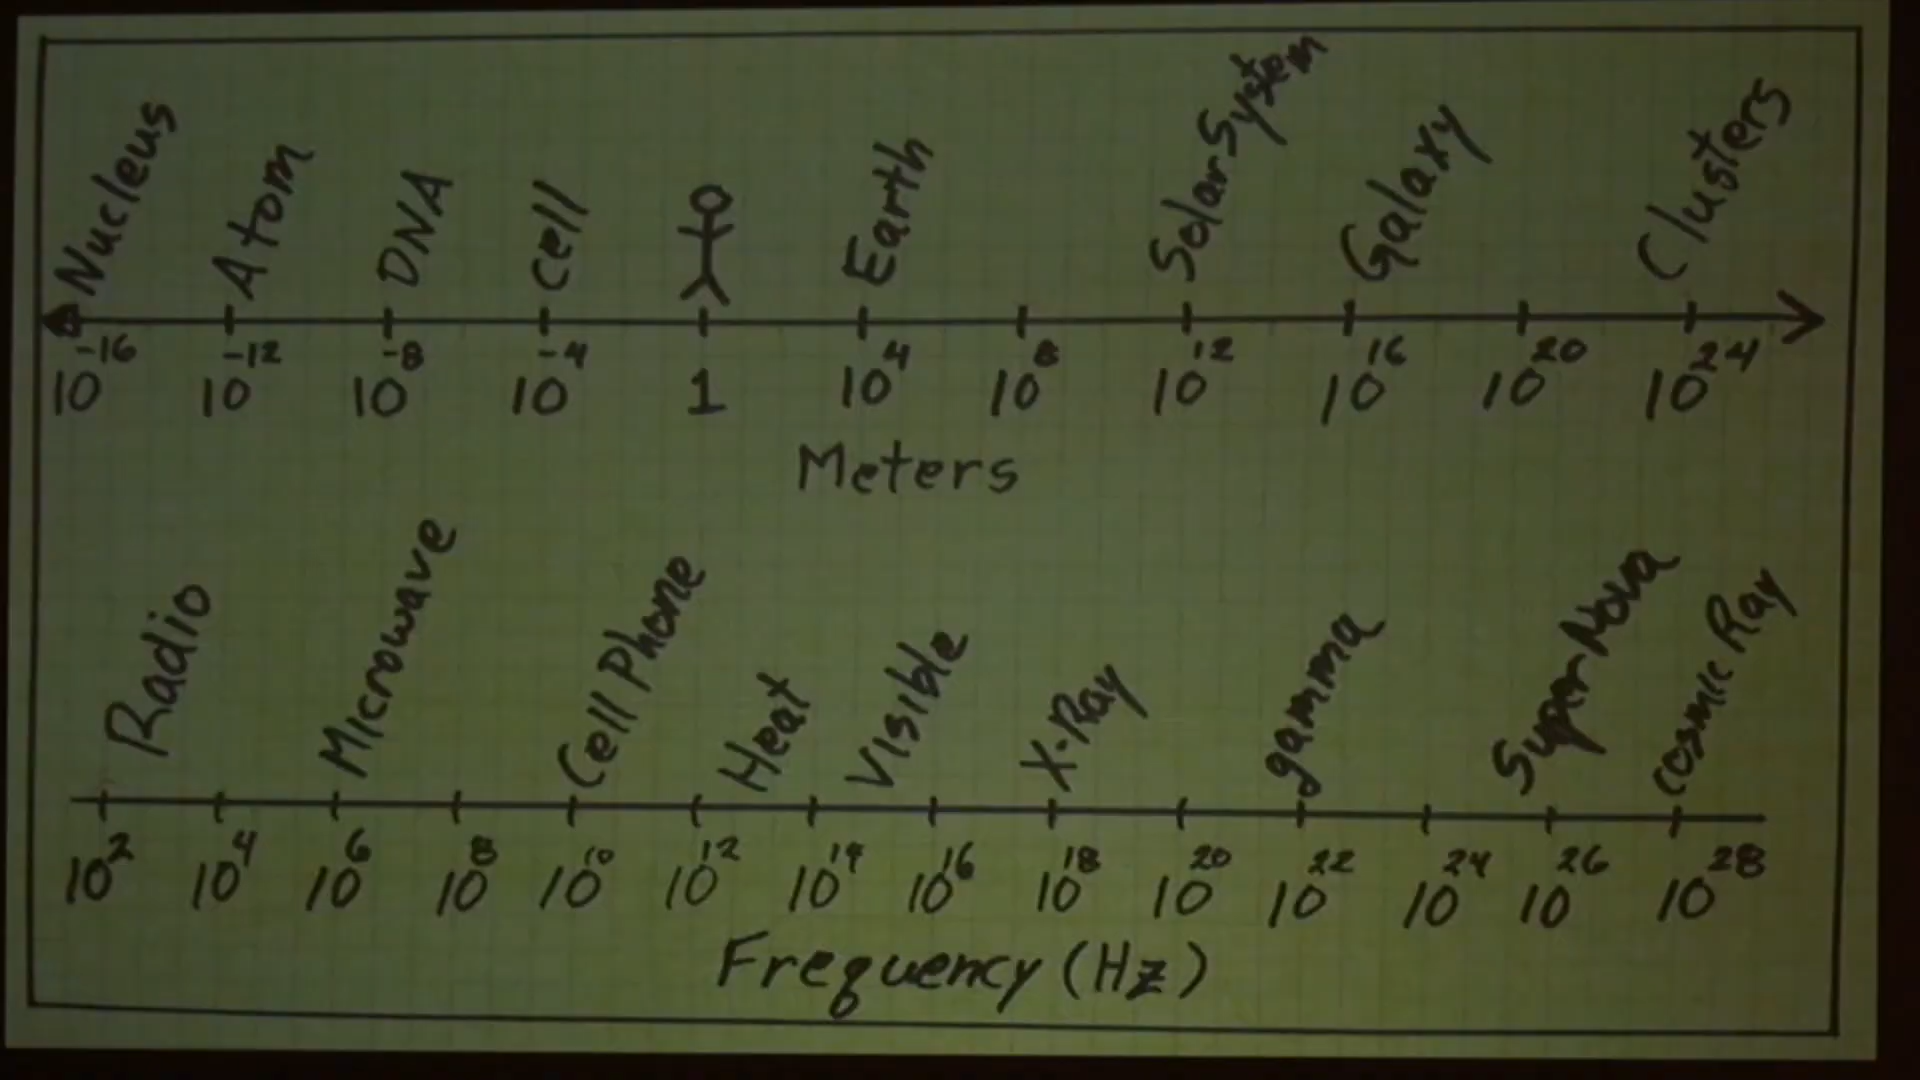 Nucleus Atom DNA Cell Earth Solar System Galaxy Clusters
10^-16 10^-12 10^-8 10^-4 1 10^4 10^8 10^12 10^16 10^20 10^24
Meters
Radio Microwave Cell Phone Heat Visible X-Ray gamma Super Nova Cosmic Ray
10^2 10^4 10^6 10^8 10^10 10^12 10^14 10^16 10^18 10^20 10^22 10^24 10^26 10^28
Frequency (Hz)